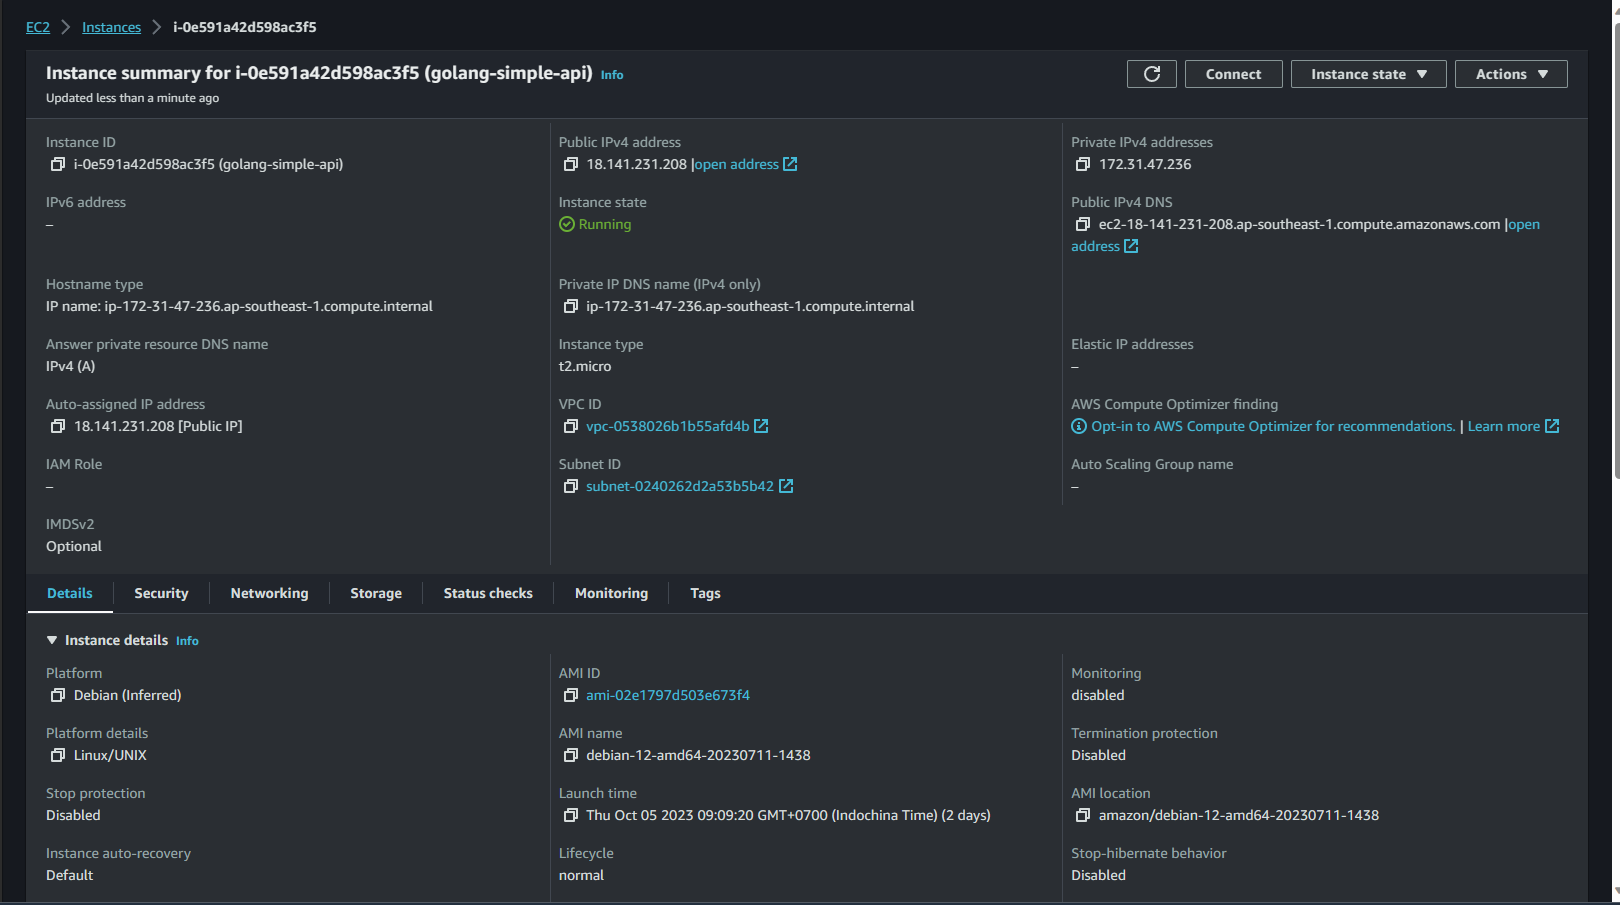 EC2 > Instances > i-0e591a42d598ac3f5
Instance summary for i-0e591a42d598ac3f5 (golang-simple-api) Info
Updated less than a minute ago
Connect
Instance state
Actions
Instance ID
i-0e591a42d598ac3f5 (golang-simple-api)
Public IPv4 address
18.141.231.208 |open address
Private IPv4 addresses
172.31.47.236
IPv6 address
–
Instance state
Running
Public IPv4 DNS
ec2-18-141-231-208.ap-southeast-1.compute.amazonaws.com |open
address
Hostname type
IP name: ip-172-31-47-236.ap-southeast-1.compute.internal
Private IP DNS name (IPv4 only)
ip-172-31-47-236.ap-southeast-1.compute.internal
Answer private resource DNS name
IPv4 (A)
Instance type
t2.micro
Elastic IP addresses
–
Auto-assigned IP address
18.141.231.208 [Public IP]
VPC ID
vpc-0538026b1b55afd4b
AWS Compute Optimizer finding
Opt-in to AWS Compute Optimizer for recommendations. | Learn more
IAM Role
–
Subnet ID
subnet-0240262d2a53b5b42
Auto Scaling Group name
–
IMDSv2
Optional
Details
Security
Networking
Storage
Status checks
Monitoring
Tags
Instance details Info
Platform
Debian (Inferred)
AMI ID
ami-02e1797d503e673f4
Monitoring
disabled
Platform details
Linux/UNIX
AMI name
debian-12-amd64-20230711-1438
Termination protection
Disabled
Stop protection
Disabled
Launch time
Thu Oct 05 2023 09:09:20 GMT+0700 (Indochina Time) (2 days)
AMI location
amazon/debian-12-amd64-20230711-1438
Instance auto-recovery
Default
Lifecycle
normal
Stop-hibernate behavior
Disabled